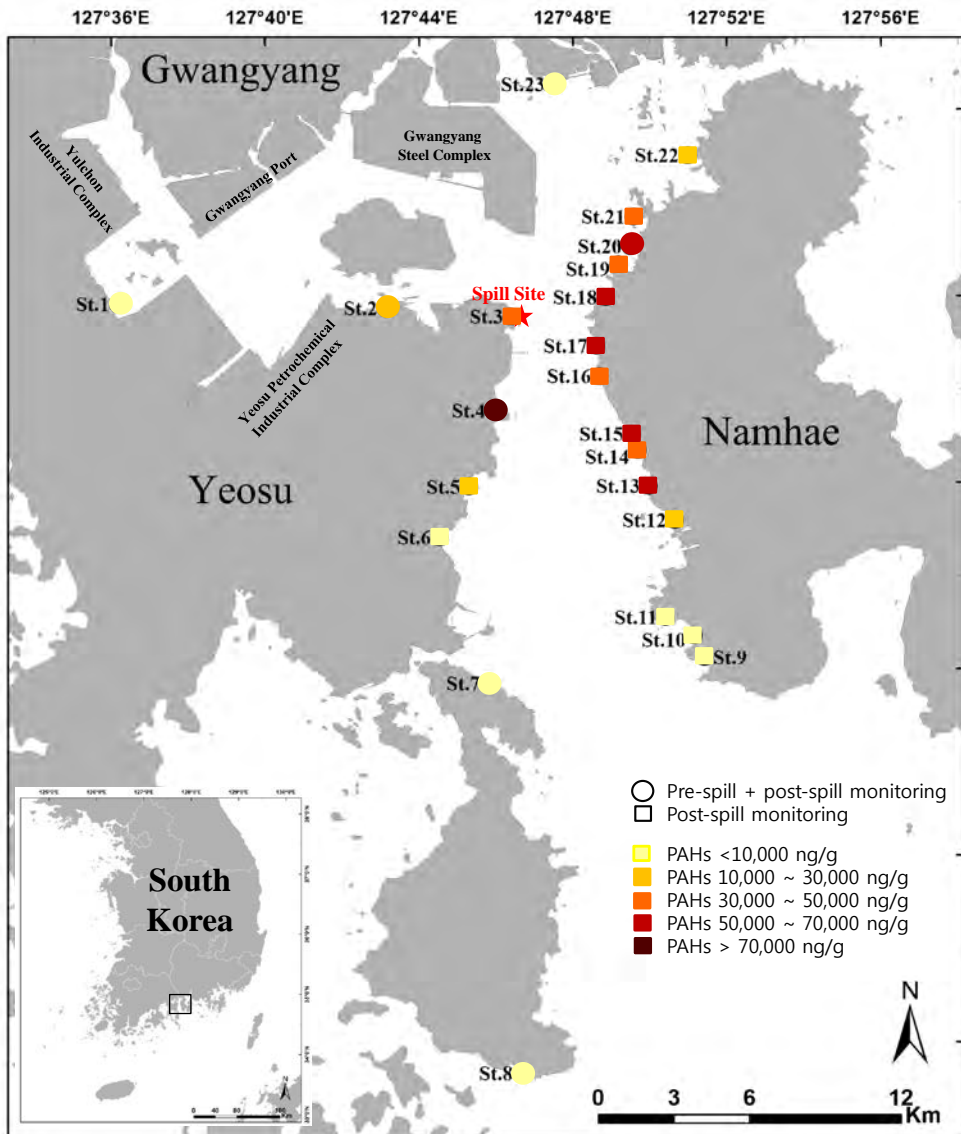 127°36'E 127°40'E 127°44'E 127°48'E 127°52'E 127°56'E
Gwangyang
St.23
Gwangyang
Steel Complex
Yulchon
Industrial Complex
Gwangyang Port
St.22
St.21
St.20
St.19
St.1
St.2
Spill Site
St.3
St.18
St.17
St.16
Yeosu Petrochemical
Industrial Complex
St.4
St.15
St.14
Namhae
Yeosu
St.5
St.13
St.12
St.6
St.11
St.10
St.9
St.7
Pre-spill + post-spill monitoring
Post-spill monitoring
PAHs <10,000 ng/g
PAHs 10,000 ~ 30,000 ng/g
PAHs 30,000 ~ 50,000 ng/g
PAHs 50,000 ~ 70,000 ng/g
PAHs > 70,000 ng/g
South
Korea
N
N
St.8
0 3 6 12
Km